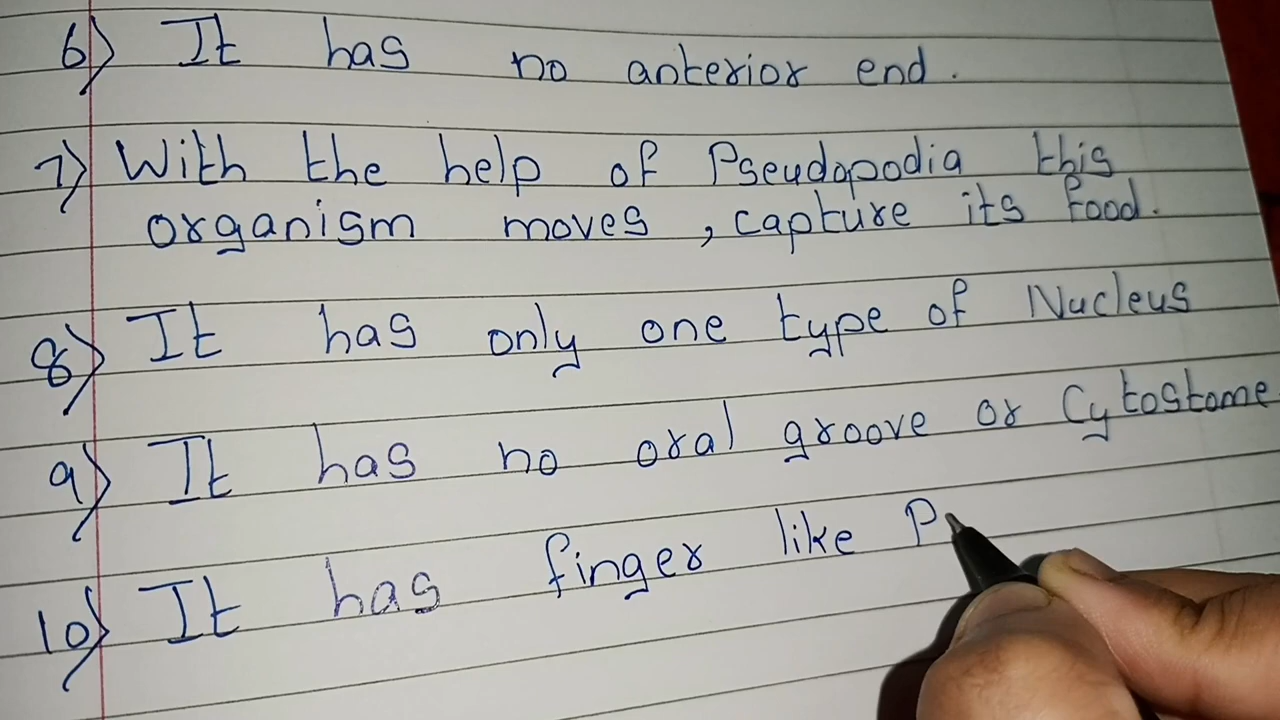 6) It has no anterior end.
7) With the help of Pseudopodia this
organism moves, capture its food.
8) It has only one type of Nucleus
9) It has no oral groove or Cytostome
10) It has finger like P